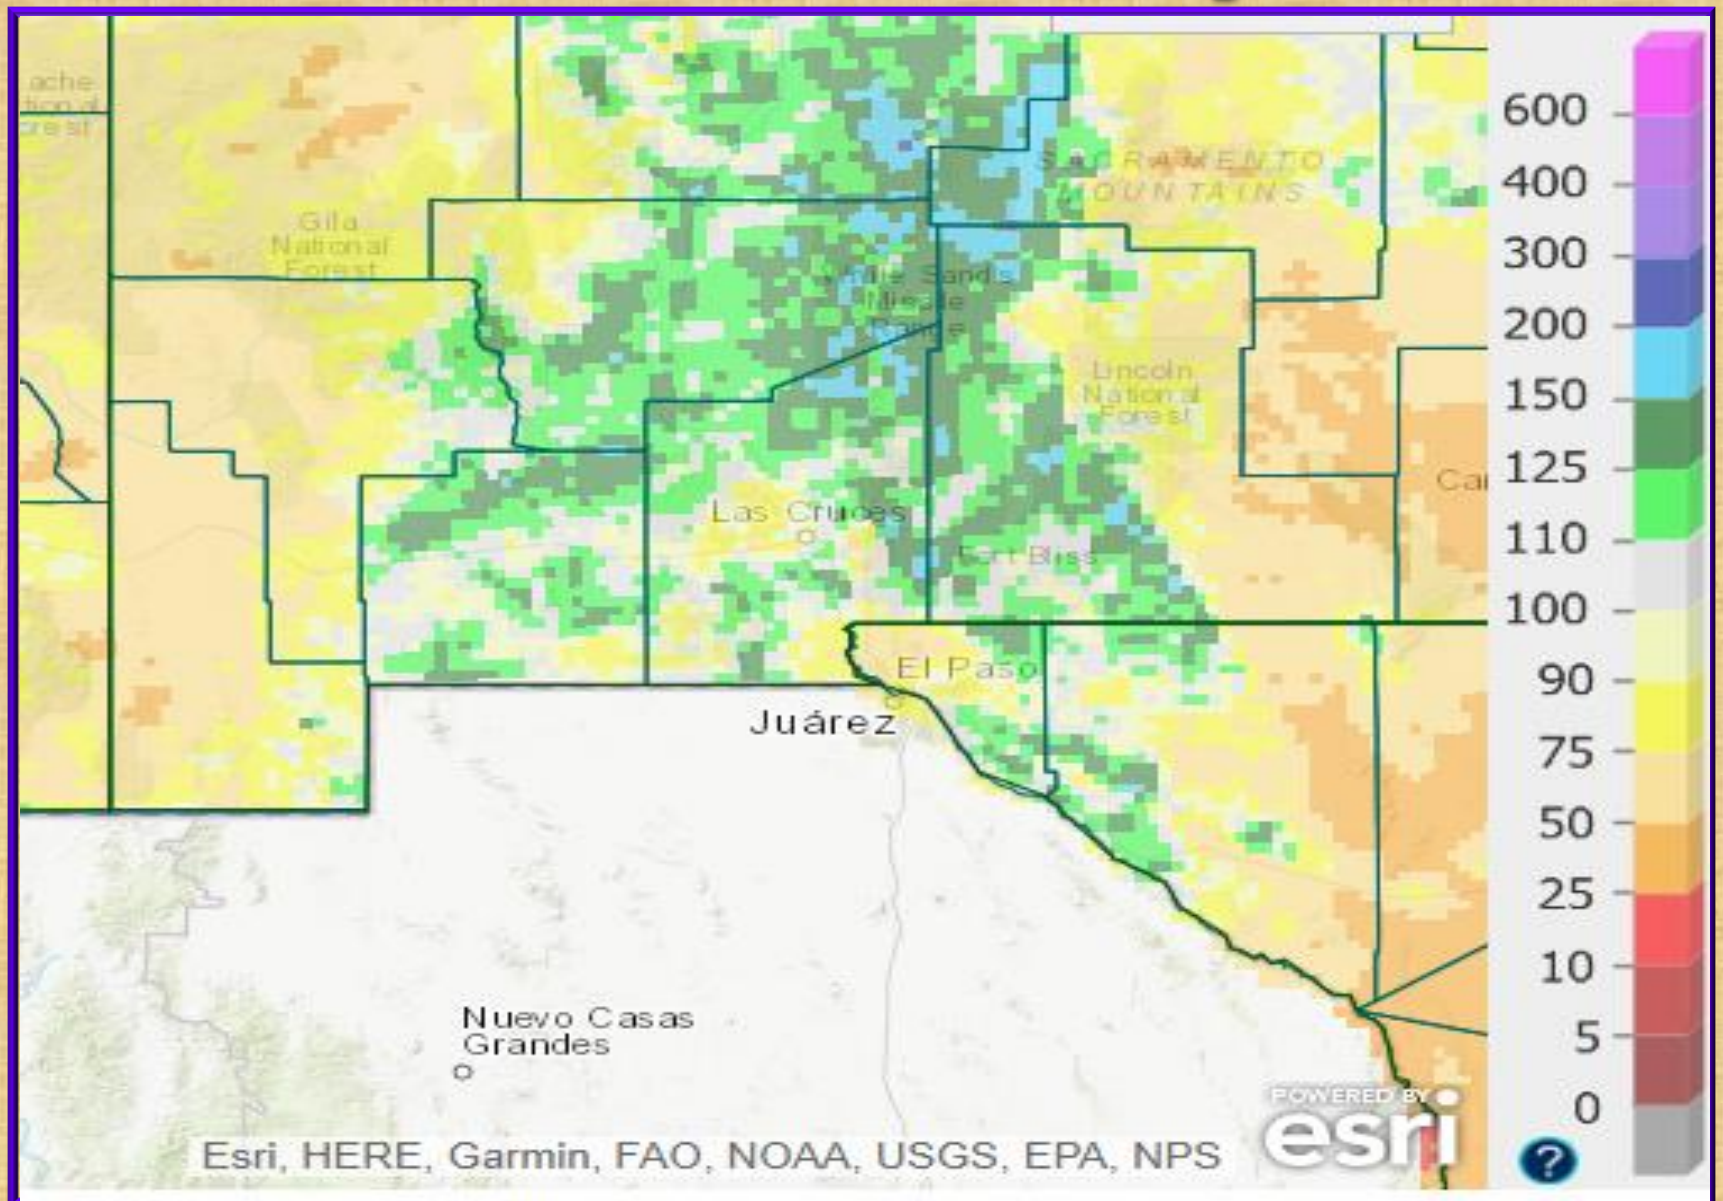 ache
Gila
National
Forest
SACRAMENTO
MOUNTAINS
White Sands
Missile
Range
Lincoln
National
Forest
Car
Las Cruces
Fort Bliss
El Paso
Juárez
Nuevo Casas
Grandes
600
400
300
200
150
125
110
100
90
75
50
25
10
5
0
POWERED BY
esri
Esri, HERE, Garmin, FAO, NOAA, USGS, EPA, NPS
?